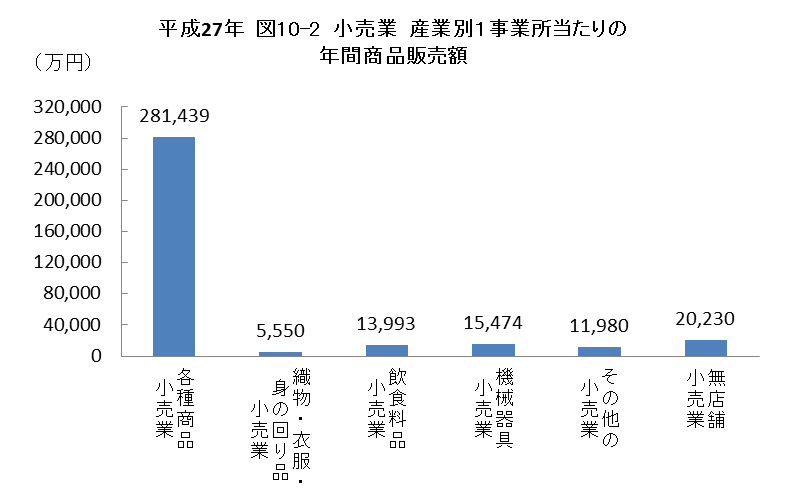 平成27年 図10-2 小売業 産業別1事業所当たりの
年間商品販売額
（万円）
320,000
280,000
240,000
200,000
160,000
120,000
80,000
40,000
0
281,439
5,550
13,993
15,474
11,980
20,230
各種商品
小売業
織物・衣服・
身の回り品
小売業
飲食料品
小売業
機械器具
小売業
その他の
小売業
無店舗
小売業